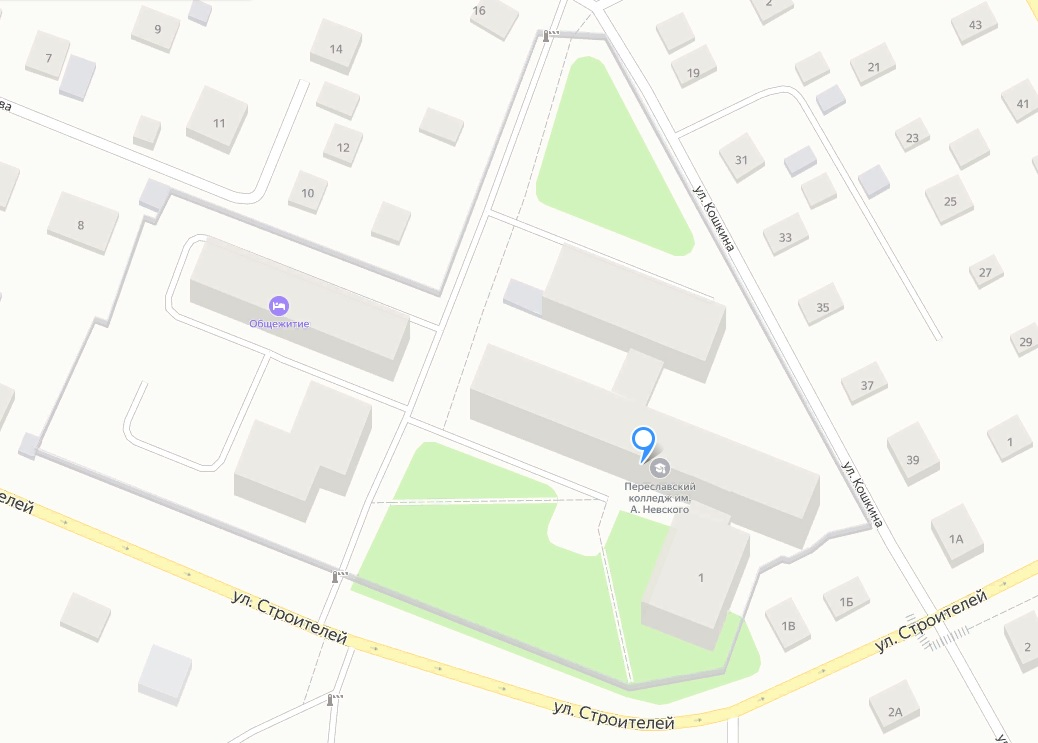 16
2
9
43
14
7
21
19
41
ва
11
23
12
31
10
25
ул. Кошкина
8
33
27
35
Общежитие
29
37
1
39
ул. Кошкина
Переславский
колледж им.
А. Невского
елей
1А
1
1Б
ул. Строителей
1В
ул. Строителей
2
2А
ул. Строителей